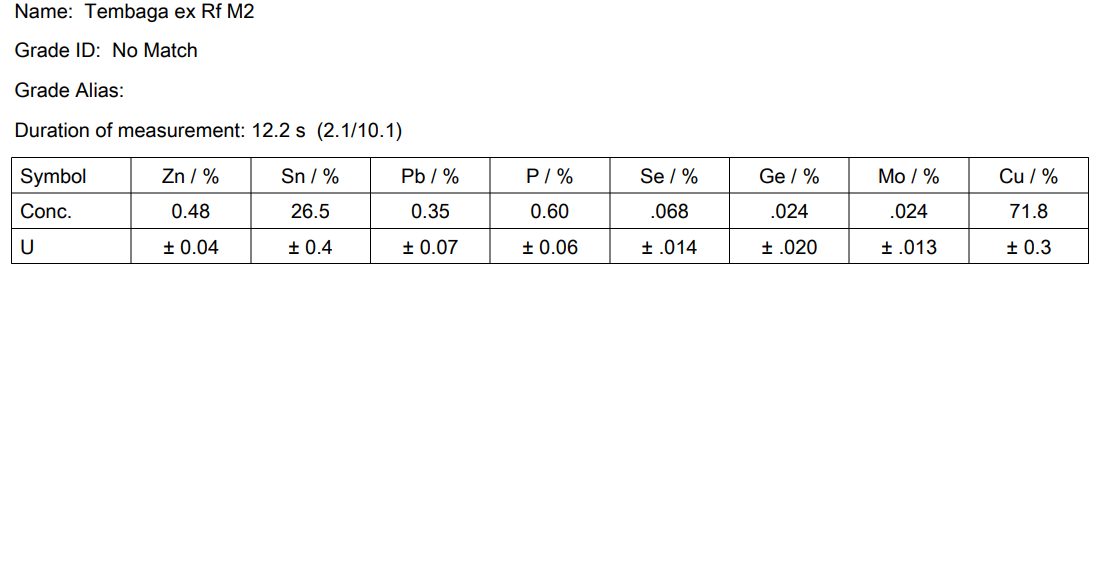 Name: Tembaga ex Rf M2
Grade ID: No Match
Grade Alias:
Duration of measurement: 12.2 s (2.1/10.1)
Symbol Zn / % Sn / % Pb / % P / % Se / % Ge / % Mo / % Cu / %
Conc. 0.48 26.5 0.35 0.60 .068 .024 .024 71.8
U ± 0.04 ± 0.4 ± 0.07 ± 0.06 ± .014 ± .020 ± .013 ± 0.3